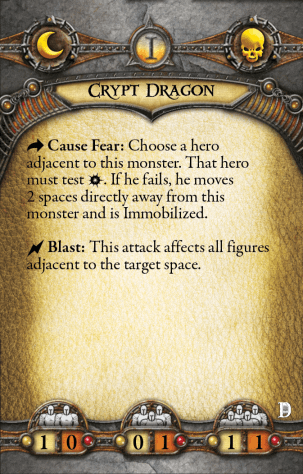 I
CRYPT DRAGON
Cause Fear: Choose a hero
adjacent to this monster. That hero
must test . If he fails, he moves
2 spaces directly away from this
monster and is Immobilized.
Blast: This attack affects all figures
adjacent to the target space.
D
1 0 0 1 1 1